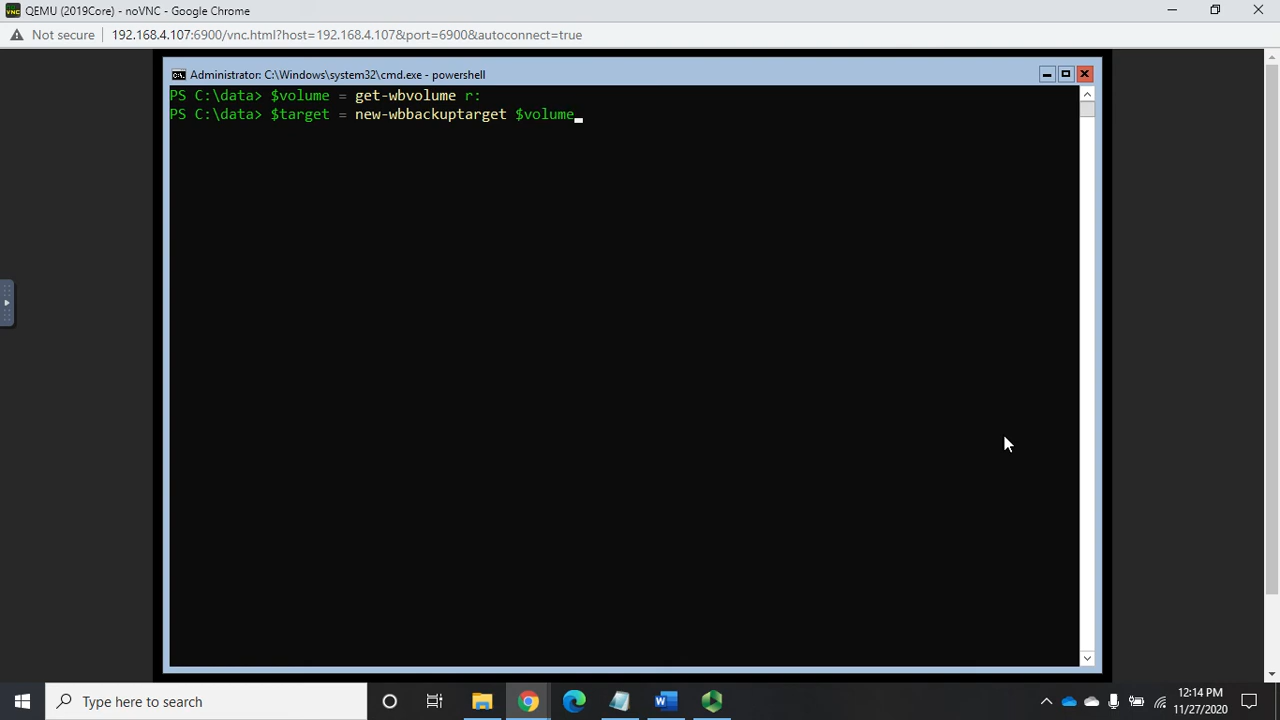 QEMU (2019Core) - noVNC - Google Chrome
Not secure 192.168.4.107:6900/vnc.html?host=192.168.4.107&port=6900&autoconnect=true
Administrator: C:\Windows\system32\cmd.exe - powershell
PS C:\data> $volume = get-wbvolume r:
PS C:\data> $target = new-wbbackuptarget $volume
Type here to search
12:14 PM
11/27/2020